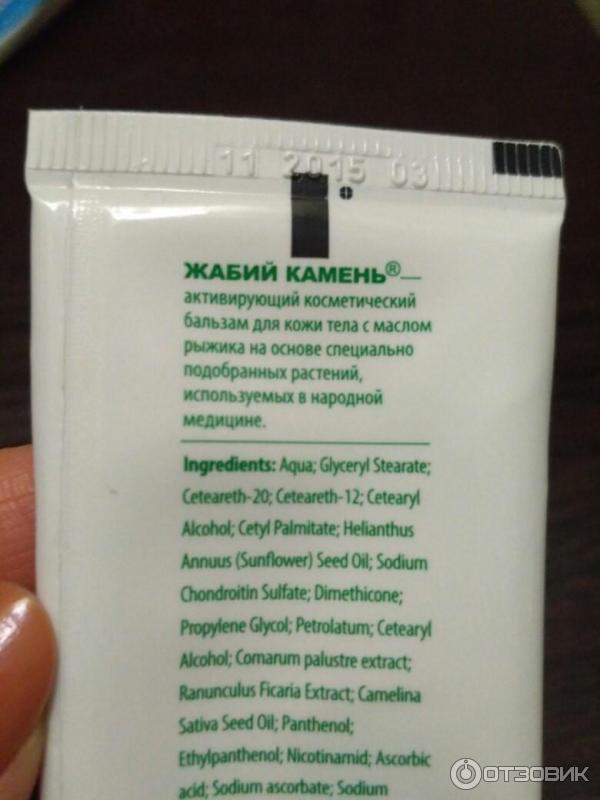 11 2015 03
ЖАБИЙ КАМЕНЬ®—
активирующий косметический
бальзам для кожи тела с маслом
рыжика на основе специально
подобранных растений,
используемых в народной
медицине.
Ingredients: Aqua; Glyceryl Stearate;
Ceteareth-20; Ceteareth-12; Cetearyl
Alcohol; Cetyl Palmitate; Helianthus
Annuus (Sunflower) Seed Oil; Sodium
Chondroitin Sulfate; Dimethicone;
Propylene Glycol; Petrolatum; Cetearyl
Alcohol; Comarum palustre extract;
Ranunculus Ficaria Extract; Camelina
Sativa Seed Oil; Panthenol;
Ethylpanthenol; Nicotinamid; Ascorbic
acid; Sodium ascorbate; Sodium
ОТЗОВИК